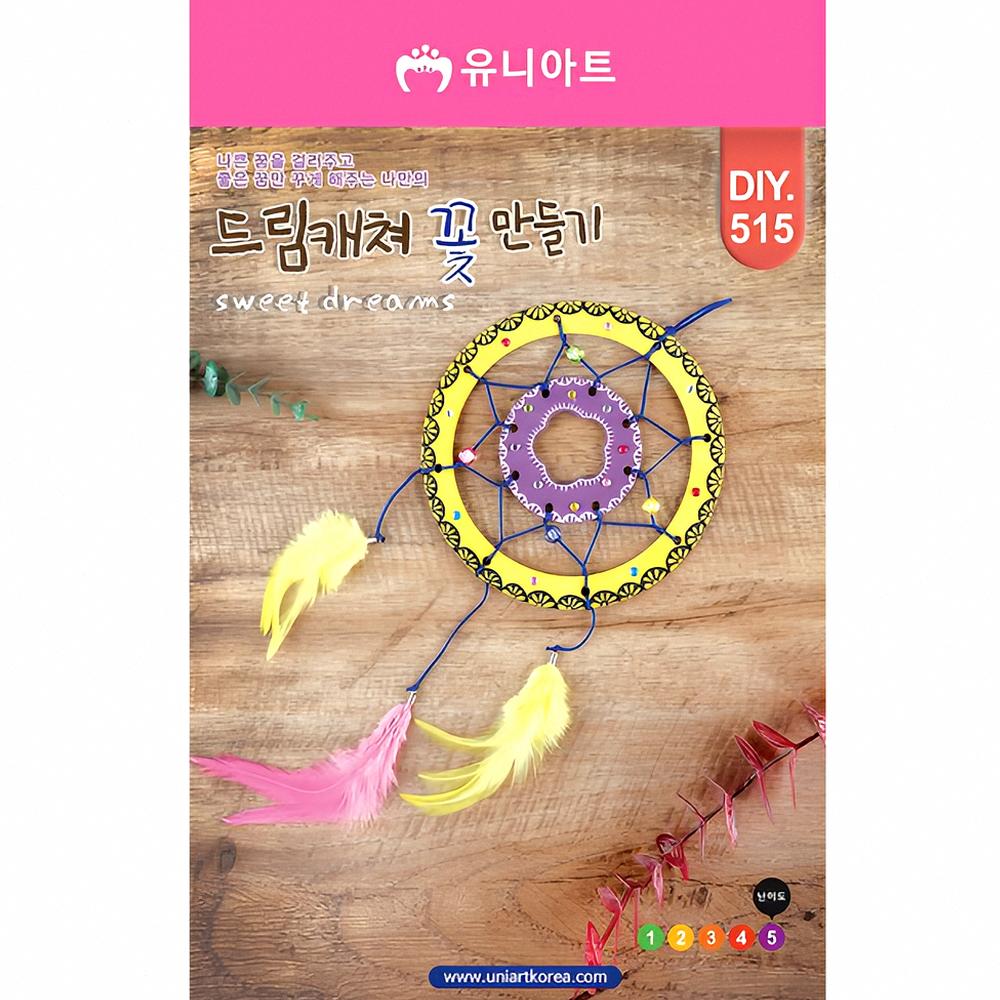 유니아트
나쁜 꿈을 걸러주고
좋은 꿈만 꾸게 해주는 나만의
드림캐쳐 꽃 만들기
sweet dreams
DIY.
515
난이도
1 2 3 4 5
www.uniartkorea.com